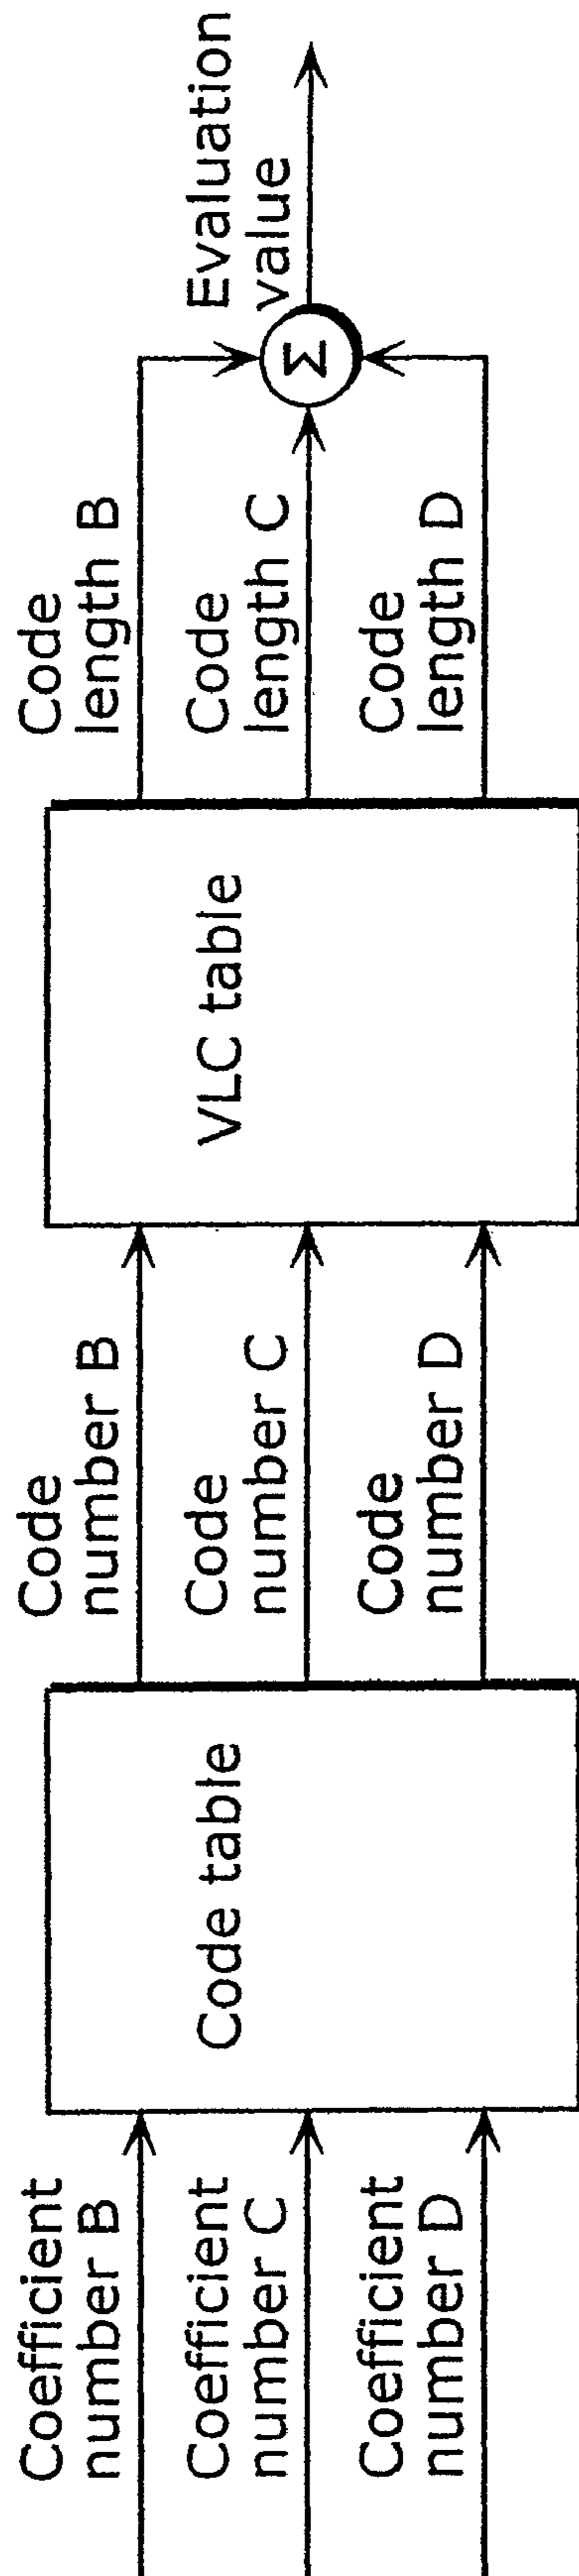 Coefficient
number B
Coefficient
number C
Coefficient
number D
Code table
Code
number B
Code
number C
Code
number D
VLC table
Code
length B
Code
length C
Code
length D
Σ
Evaluation
value